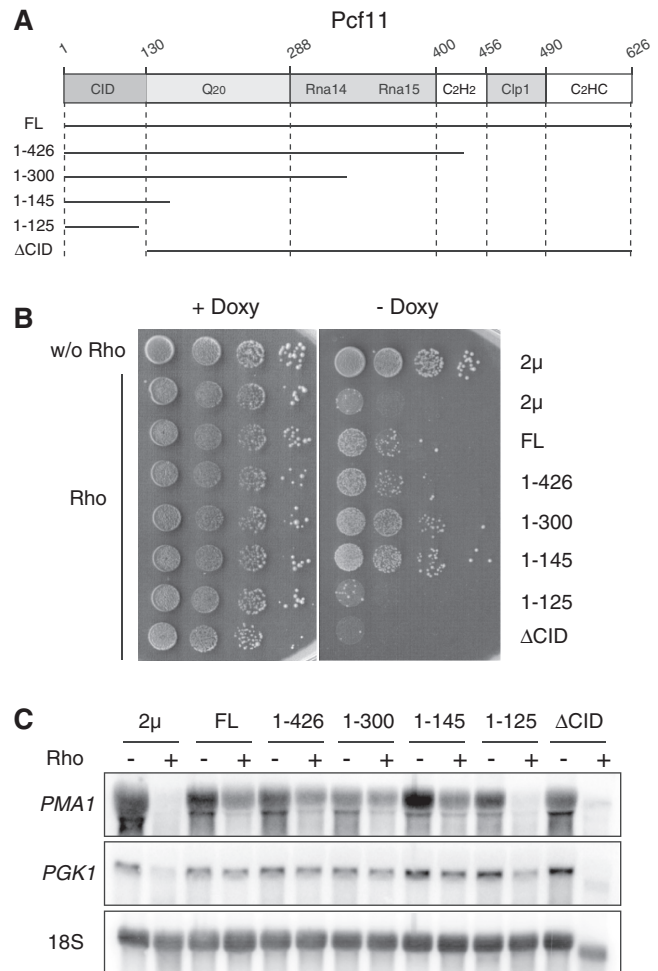 A
Pcf11
1 130 288 400 456 490 626
CID Q20 Rna14 Rna15 C2H2 Clp1 C2HC
FL
1-426
1-300
1-145
1-125
ΔCID
B
+ Doxy - Doxy
w/o Rho 2μ
2μ
FL
1-426
Rho
1-300
1-145
1-125
ΔCID
C
2μ FL 1-426 1-300 1-145 1-125 ΔCID
Rho - + - + - + - + - + - + - +
PMA1
PGK1
18S